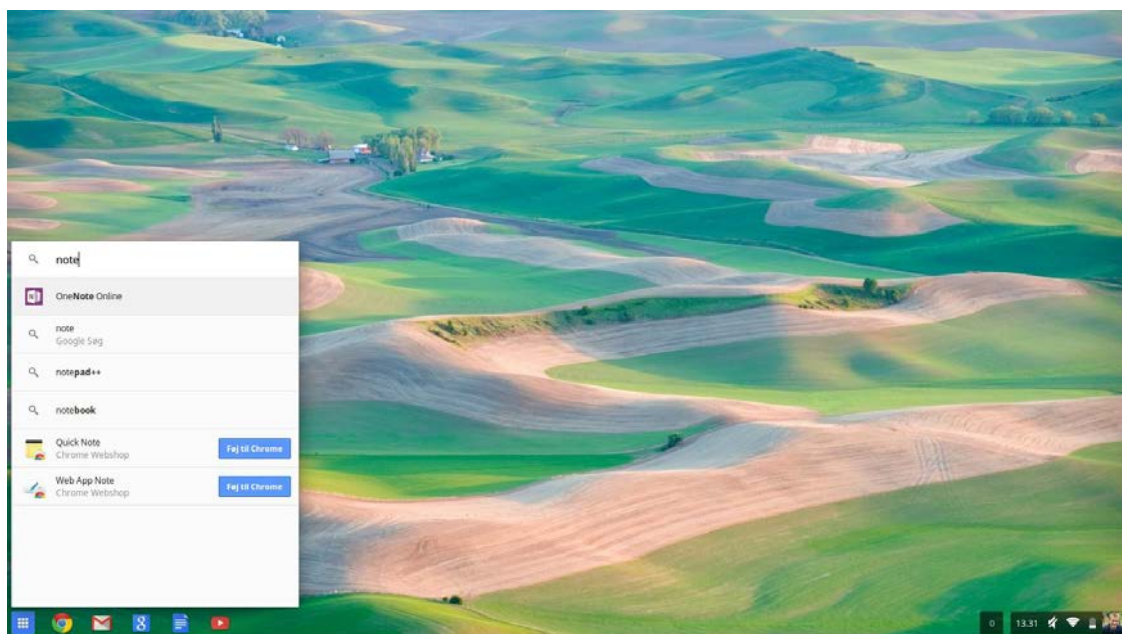 note
OneNote Online
note
Google Søg
notepad++
notebook
Quick Note
Chrome Webshop
Føj til Chrome
Web App Note
Chrome Webshop
Føj til Chrome
8
0
13.31